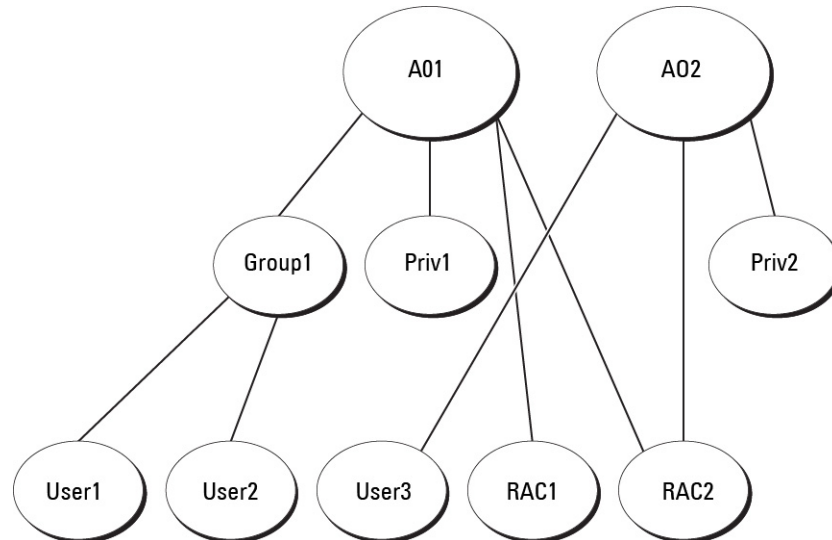 A01
AO2
Group1
Priv1
Priv2
User1
User2
User3
RAC1
RAC2